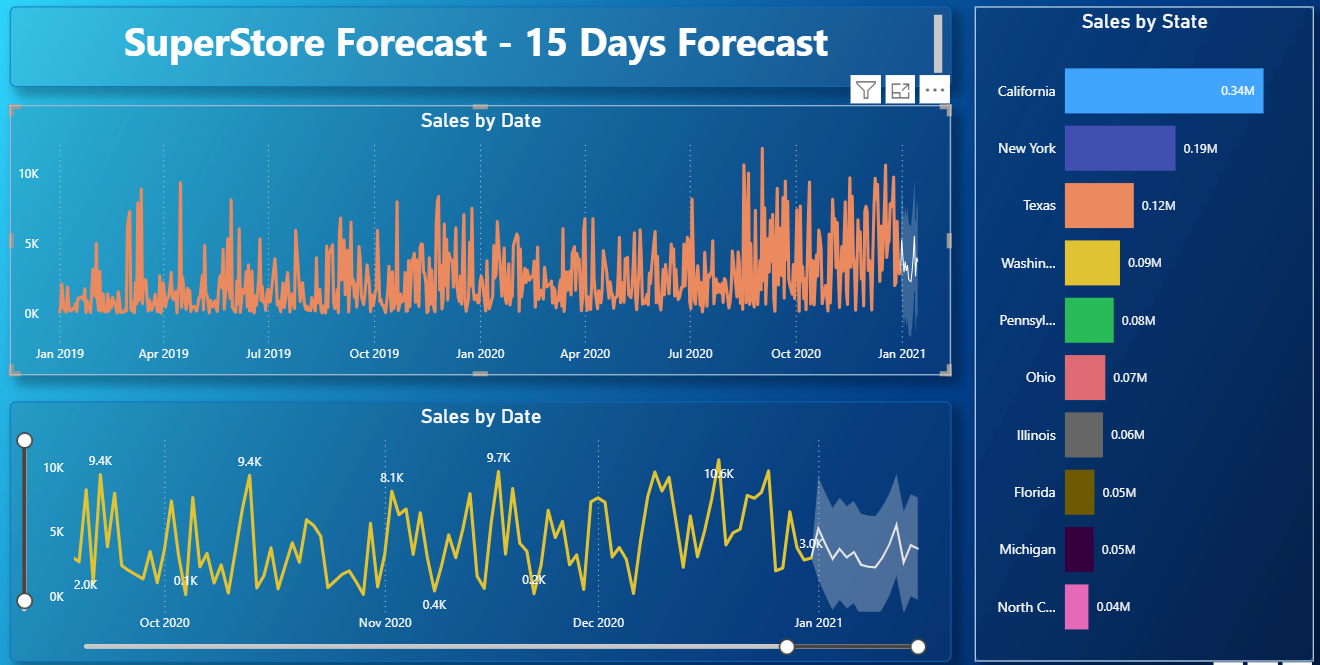 SuperStore Forecast - 15 Days Forecast
Sales by Date
10K
5K
0K
Jan 2019 Apr 2019 Jul 2019 Oct 2019 Jan 2020 Apr 2020 Jul 2020 Oct 2020 Jan 2021
Sales by Date
10K
5K
0K
9.4K 9.4K 8.1K 9.7K 10.6K
2.0K 0.1K 0.4K 0.2K 3.0K
Oct 2020 Nov 2020 Dec 2020 Jan 2021
Sales by State
California 0.34M
New York 0.19M
Texas 0.12M
Washin... 0.09M
Pennsyl... 0.08M
Ohio 0.07M
Illinois 0.06M
Florida 0.05M
Michigan 0.05M
North C... 0.04M